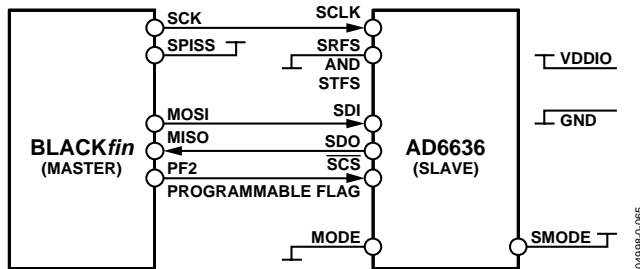 SCK
SCLK
SPISS
SRFS
AND
STFS
VDDIO
MOSI
SDI
GND
BLACKfin
(MASTER)
MISO
SDO
AD6636
(SLAVE)
PF2
SCS
PROGRAMMABLE FLAG
MODE
SMODE
04998-0-065